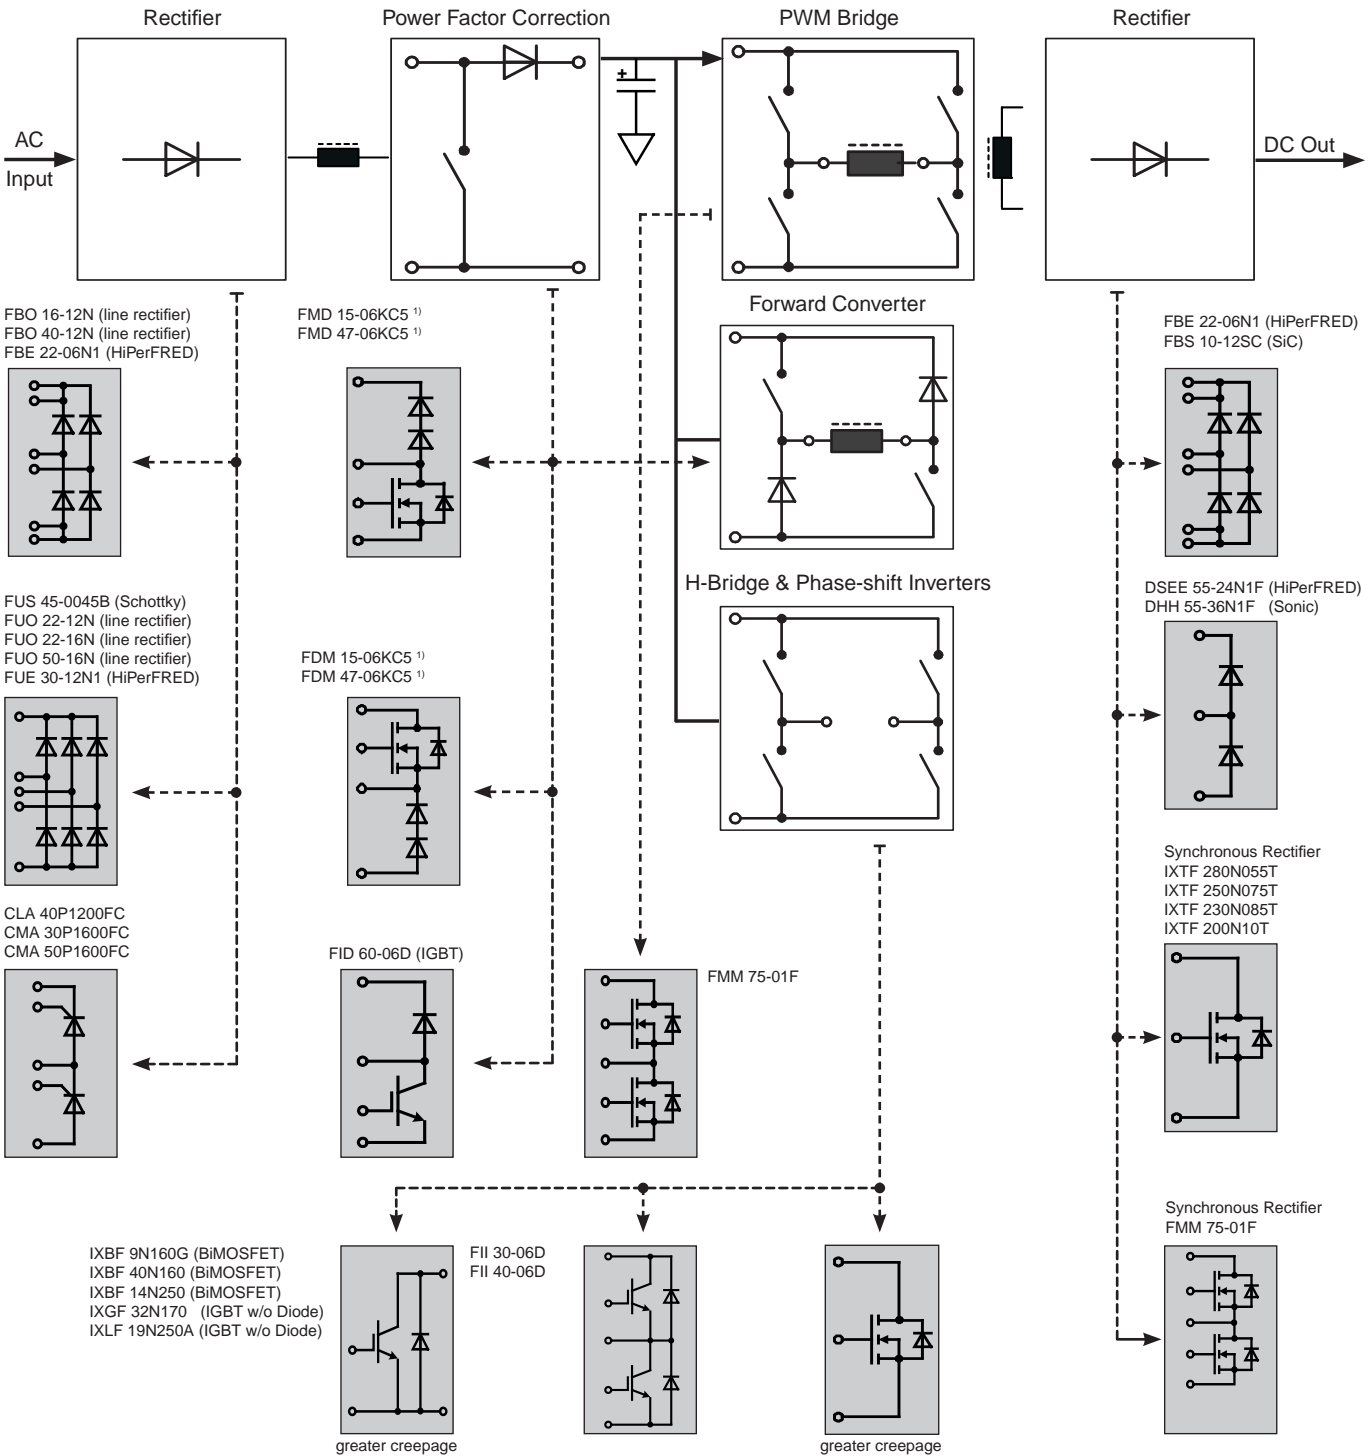 Rectifier
Power Factor Correction
PWM Bridge
Rectifier
AC
Input
+
DC Out
FBO 16-12N (line rectifier)
FBO 40-12N (line rectifier)
FBE 22-06N1 (HiPerFRED)
FMD 15-06KC5 1)
FMD 47-06KC5 1)
Forward Converter
FBE 22-06N1 (HiPerFRED)
FBS 10-12SC (SiC)
H-Bridge & Phase-shift Inverters
FUS 45-0045B (Schottky)
FUO 22-12N (line rectifier)
FUO 22-16N (line rectifier)
FUO 50-16N (line rectifier)
FUE 30-12N1 (HiPerFRED)
FDM 15-06KC5 1)
FDM 47-06KC5 1)
DSEE 55-24N1F (HiPerFRED)
DHH 55-36N1F (Sonic)
Synchronous Rectifier
IXTF 280N055T
IXTF 250N075T
IXTF 230N085T
IXTF 200N10T
CLA 40P1200FC
CMA 30P1600FC
CMA 50P1600FC
FID 60-06D (IGBT)
FMM 75-01F
Synchronous Rectifier
FMM 75-01F
IXBF 9N160G (BiMOSFET)
IXBF 40N160 (BiMOSFET)
IXBF 14N250 (BiMOSFET)
IXGF 32N170 (IGBT w/o Diode)
IXLF 19N250A (IGBT w/o Diode)
FII 30-06D
FII 40-06D
greater creepage
greater creepage